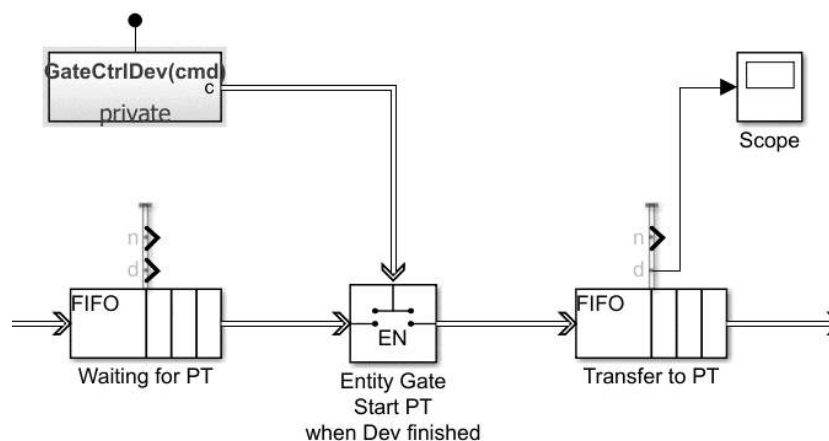 GateCtrlDev(cmd)
c
private
Scope
n
d
FIFO
Waiting for PT
EN
Entity Gate
Start PT
when Dev finished
n
d
FIFO
Transfer to PT